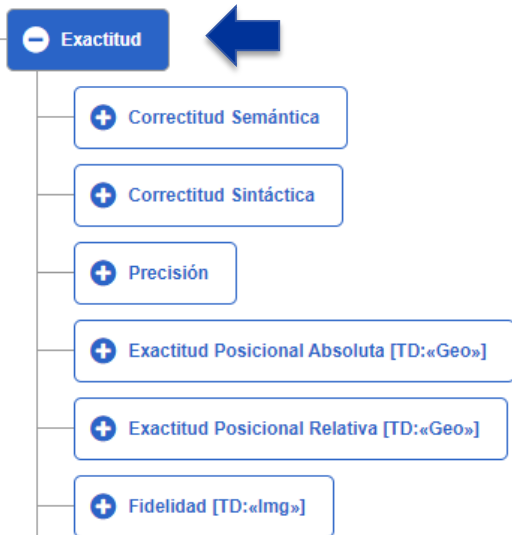 Exactitud
Correctitud Semántica
Correctitud Sintáctica
Precisión
Exactitud Posicional Absoluta [TD:«Geo»]
Exactitud Posicional Relativa [TD:«Geo»]
Fidelidad [TD:«Img»]